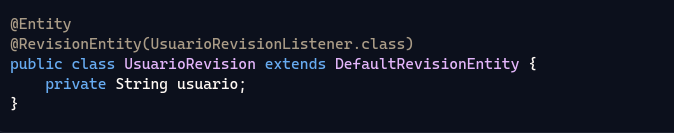 @Entity
@RevisionEntity(UsuarioRevisionListener.class)
public class UsuarioRevision extends DefaultRevisionEntity {
    private String usuario;
}